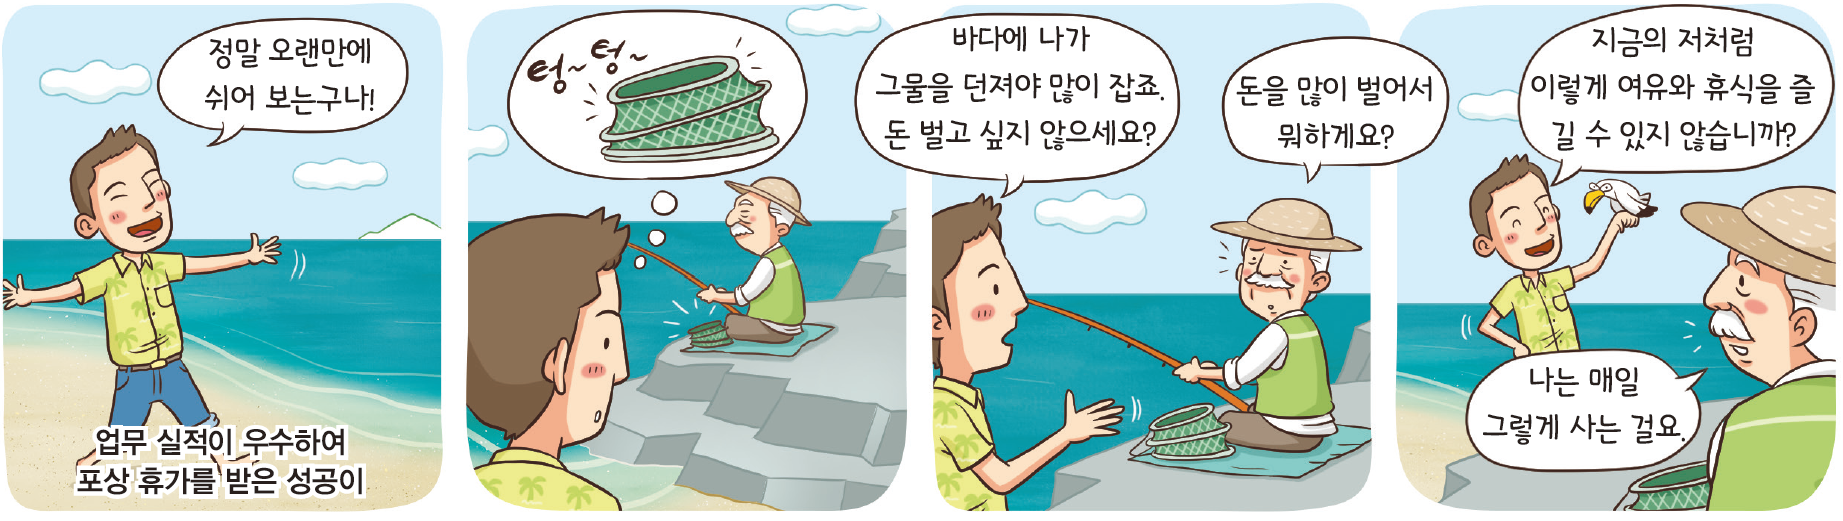 정말 오랜만에
쉬어 보는구나!
업무 실적이 우수하여
포상 휴가를 받은 성공이
텅~텅~
바다에 나가
그물을 던져야 많이 잡죠.
돈 벌고 싶지 않으세요?
돈을 많이 벌어서
뭐하게요?
지금의 저처럼
이렇게 여유와 휴식을 즐
길 수 있지 않습니까?
나는 매일
그렇게 사는 걸요.